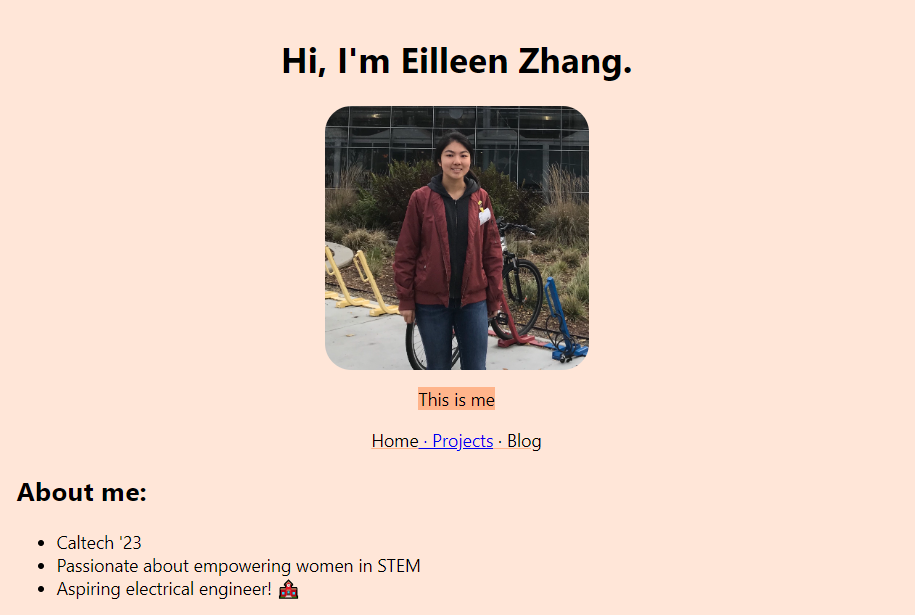 Hi, I'm Eilleen Zhang.
This is me
Home · Projects · Blog
About me:
• Caltech '23
• Passionate about empowering women in STEM
• Aspiring electrical engineer! 🏫